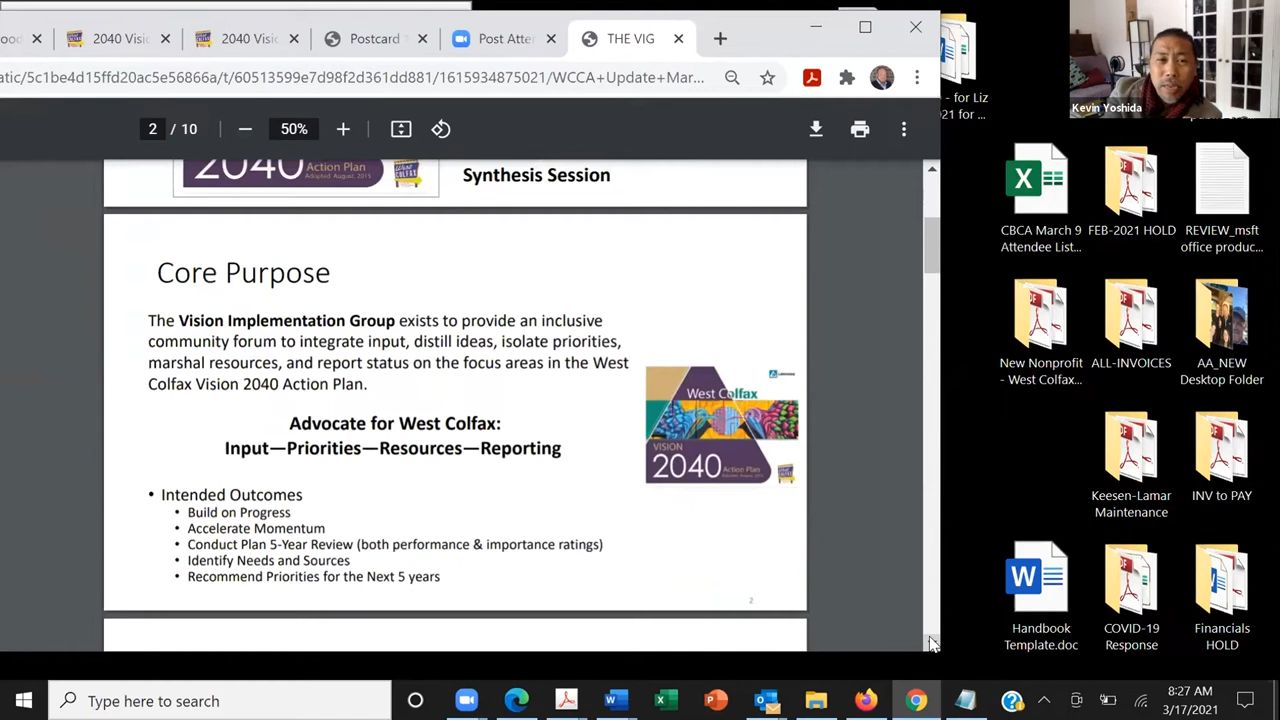 ood
2040 Visio
2040 Visio
Postcard T
Post Atten
THE VIG
atic/5c1be4d15ffd20ac5e56866a/t/60513599e7d98f2d361dd881/1615934875021/WCCA+Update+Mar...
2 / 10
50%
2040 Action Plan
Adopted August, 2015
Synthesis Session
Core Purpose
The Vision Implementation Group exists to provide an inclusive
community forum to integrate input, distill ideas, isolate priorities,
marshal resources, and report status on the focus areas in the West
Colfax Vision 2040 Action Plan.
Advocate for West Colfax:
Input—Priorities—Resources—Reporting
West Colfax
VISION
2040 Action Plan
• Intended Outcomes
• Build on Progress
• Accelerate Momentum
• Conduct Plan 5-Year Review (both performance & importance ratings)
• Identify Needs and Sources
• Recommend Priorities for the Next 5 years
2
Kevin Yoshida
- for Liz
21 for ...
CBCA March 9
Attendee List...
FEB-2021 HOLD
REVIEW_msft
office produc...
New Nonprofit
- West Colfax...
ALL-INVOICES
AA_NEW
Desktop Folder
Keesen-Lamar
Maintenance
INV to PAY
Handbook
Template.doc
COVID-19
Response
Financials
HOLD
Type here to search
8:27 AM
3/17/2021